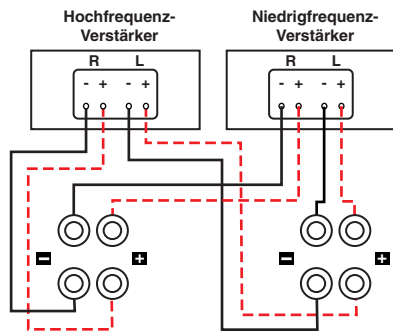 Hochfrequenz-
Verstärker
Niedrigfrequenz-
Verstärker
R L
- + - +
R L
- + - +
- +
- +